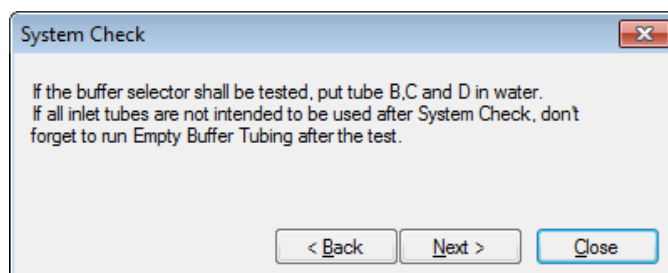 System Check
If the buffer selector shall be tested, put tube B,C and D in water.
If all inlet tubes are not intended to be used after System Check, don't
forget to run Empty Buffer Tubing after the test.
< Back
Next >
Close